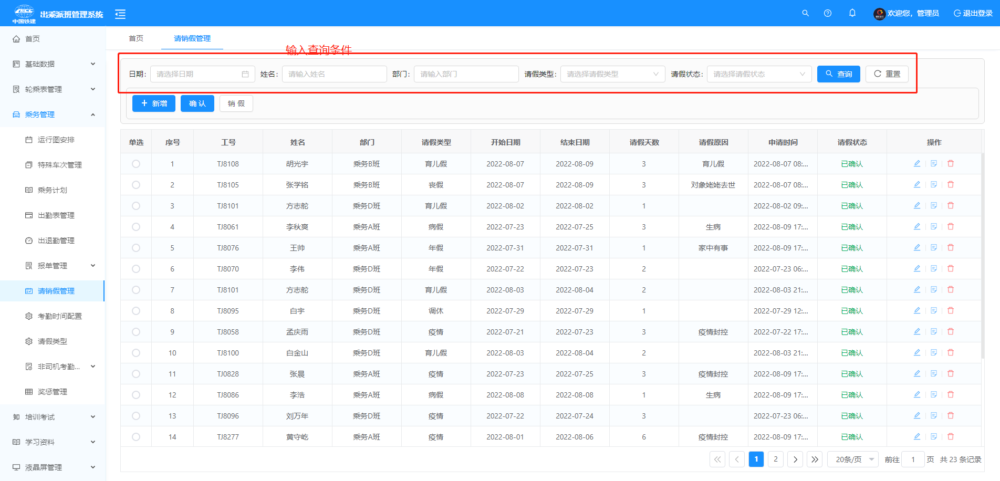 CRCC
中国铁建
出乘派班管理系统
欢迎您，管理员
退出登录
首页
基础数据
轮乘表管理
乘务管理
运行图安排
特殊车次管理
乘务计划
出勤表管理
出退勤管理
报单管理
请销假管理
考勤时间配置
请假类型
非司机考勤...
奖惩管理
培训考试
学习资料
液晶屏管理
首页 请销假管理
输入查询条件
日期: 请选择日期 姓名: 请输入姓名 部门: 请输入部门 请假类型: 请选择请假类型 请假状态: 请选择请假状态 查询 重置
新增 确 认 销 假
单选 序号 工号 姓名 部门 请假类型 开始日期 结束日期 请假天数 请假原因 申请时间 请假状态 操作
1 TJ8108 胡光宇 乘务B班 育儿假 2022-08-07 2022-08-09 3 育儿假 2022-08-07 08:... 已确认
2 TJ8105 张学铭 乘务B班 丧假 2022-08-07 2022-08-09 3 对象姥姥去世 2022-08-07 08:... 已确认
3 TJ8101 方志舵 乘务D班 育儿假 2022-08-02 2022-08-02 1 2022-08-02 09:... 已确认
4 TJ8061 李秋爽 乘务A班 病假 2022-07-23 2022-07-25 3 生病 2022-08-09 17:... 已确认
5 TJ8076 王帅 乘务A班 年假 2022-07-31 2022-07-31 1 家中有事 2022-08-09 17:... 已确认
6 TJ8070 李伟 乘务D班 年假 2022-07-22 2022-07-23 2 2022-07-23 06:... 已确认
7 TJ8101 方志舵 乘务D班 育儿假 2022-08-03 2022-08-04 2 2022-08-03 21:... 已确认
8 TJ8095 白宇 乘务D班 调休 2022-07-29 2022-07-29 1 2022-07-29 12:... 已确认
9 TJ8058 孟庆雨 乘务D班 疫情 2022-07-21 2022-07-23 3 疫情封控 2022-07-22 17:... 已确认
10 TJ8100 白金山 乘务D班 育儿假 2022-08-03 2022-08-04 2 2022-08-03 21:... 已确认
11 TJ0828 张晨 乘务A班 疫情 2022-07-23 2022-07-25 3 疫情封控 2022-08-09 17:... 已确认
12 TJ8086 李浩 乘务A班 病假 2022-08-08 2022-08-08 1 生病 2022-08-09 17:... 已确认
13 TJ8096 刘万年 乘务D班 疫情 2022-07-22 2022-07-24 3 2022-07-23 06:... 已确认
14 TJ8277 黄守屹 乘务A班 疫情 2022-08-01 2022-08-06 6 疫情封控 2022-08-09 17:... 已确认
1 2 20条/页 前往 1 页 共 23 条记录